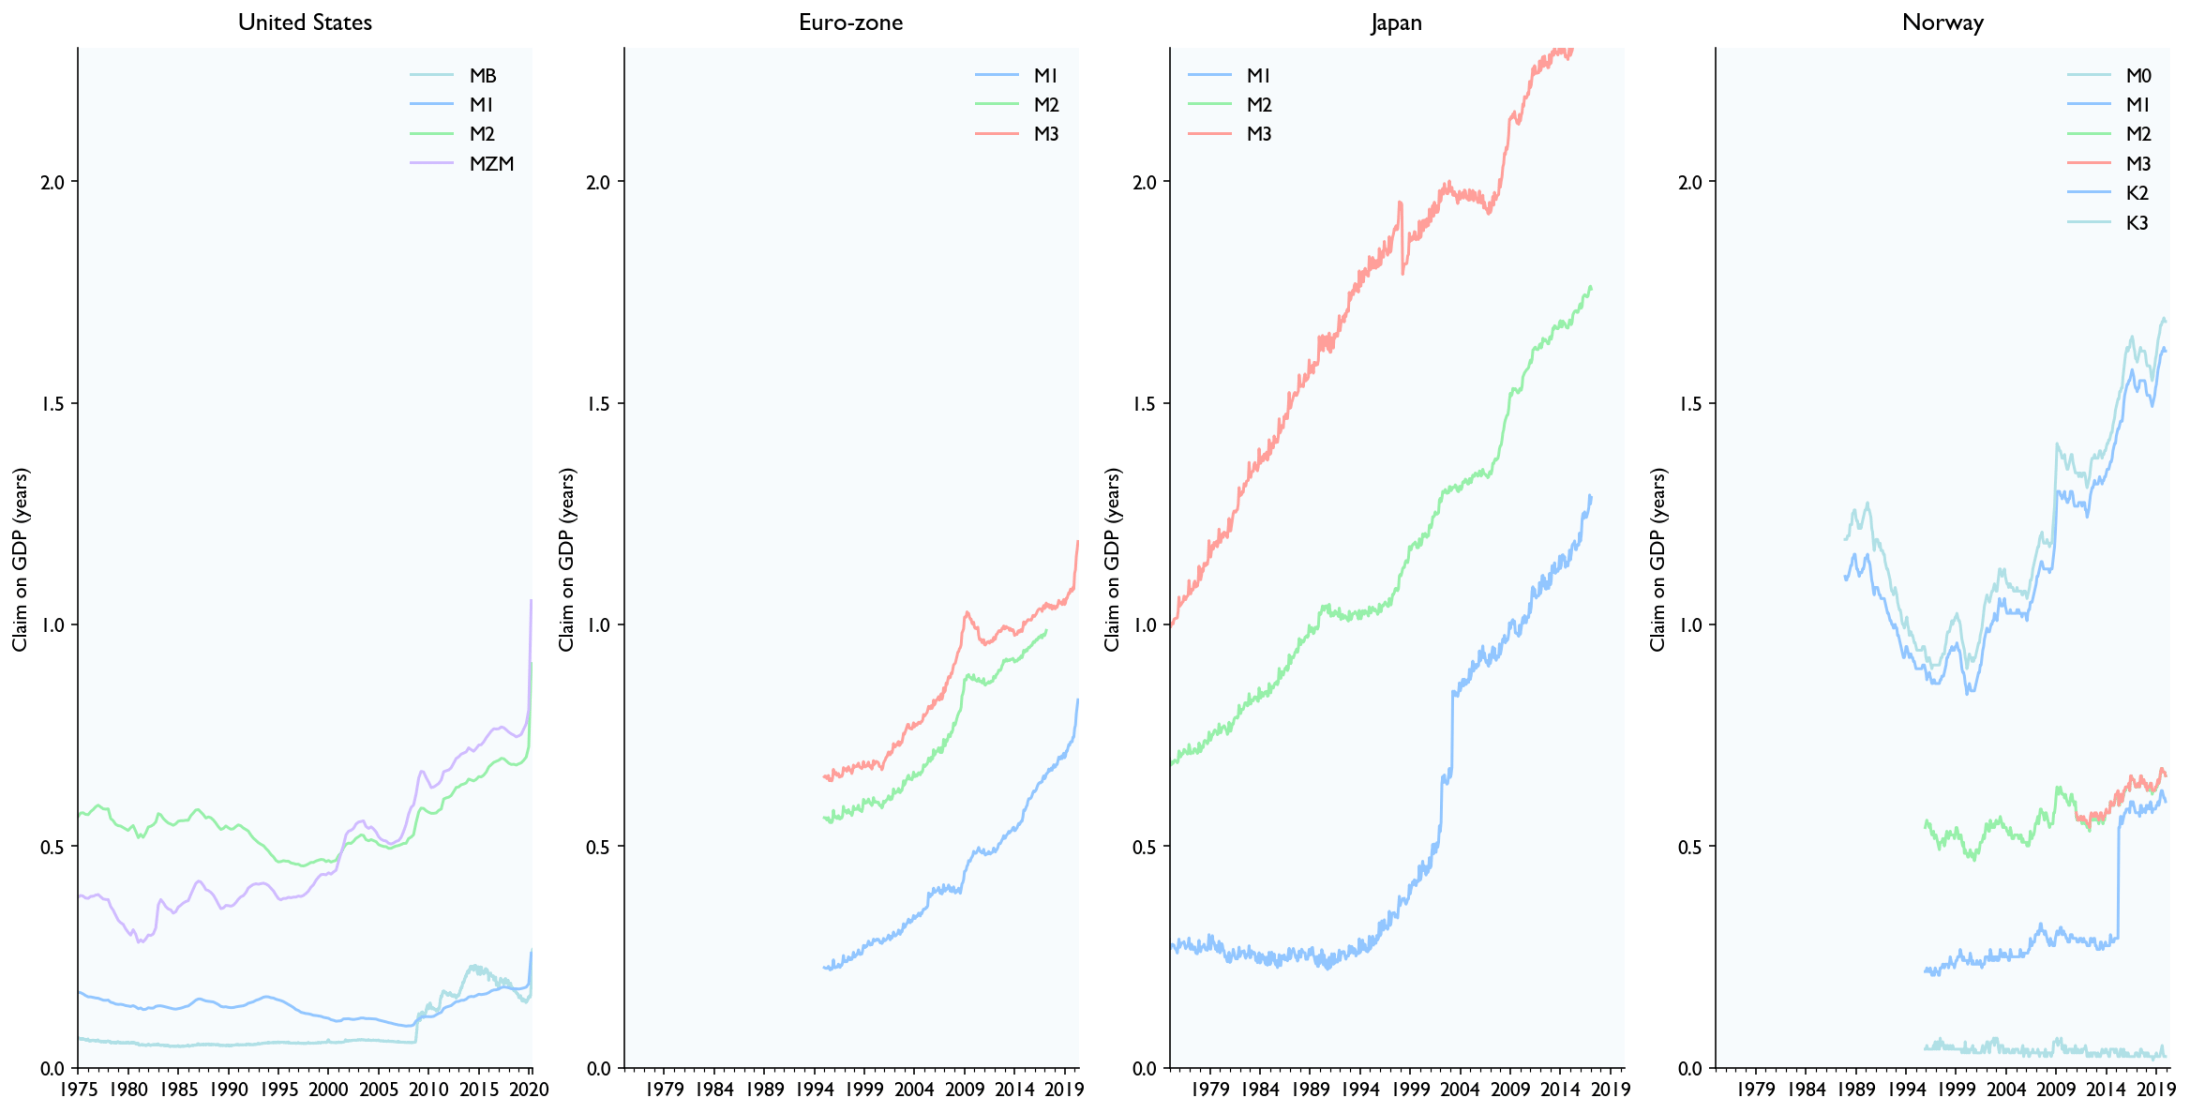 United States
Euro-zone
Japan
Norway
MB
M1
M2
MZM
2.0
1.5
1.0
0.5
0.0
Claim on GDP (years)
1975 1980 1985 1990 1995 2000 2005 2010 2015 2020
M1
M2
M3
2.0
1.5
1.0
0.5
0.0
Claim on GDP (years)
1979 1984 1989 1994 1999 2004 2009 2014 2019
M1
M2
M3
2.0
1.5
1.0
0.5
0.0
Claim on GDP (years)
1979 1984 1989 1994 1999 2004 2009 2014 2019
M0
M1
M2
M3
K2
K3
2.0
1.5
1.0
0.5
0.0
Claim on GDP (years)
1979 1984 1989 1994 1999 2004 2009 2014 2019